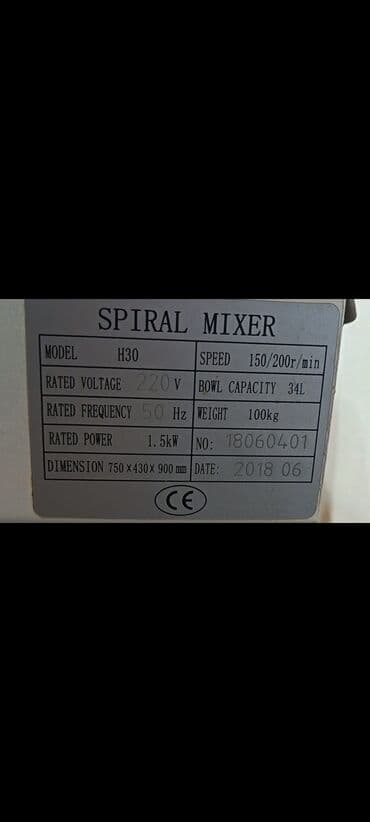 SPIRAL MIXER
MODEL H30 SPEED 150/200r/min
RATED VOLTAGE 220 V BOWL CAPACITY 34L
RATED FREQUENCY 50 Hz WEIGHT 100kg
RATED POWER 1.5kW NO: 18060401
DIMENSION 750×430×900 mm DATE: 2018 06
CE